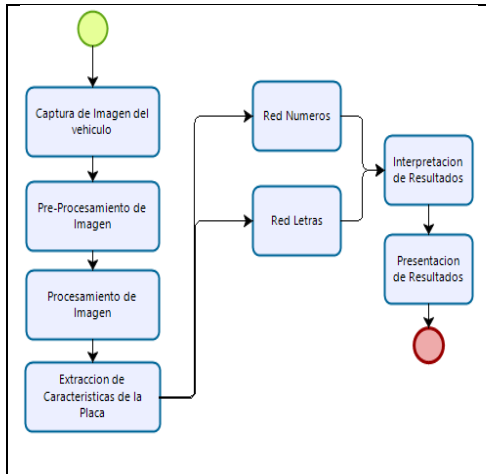 Captura de Imagen del
vehiculo
Pre-Procesamiento de
Imagen
Procesamiento de
Imagen
Extraccion de
Caracteristicas de la
Placa
Red Numeros
Red Letras
Interpretacion
de Resultados
Presentacion
de Resultados